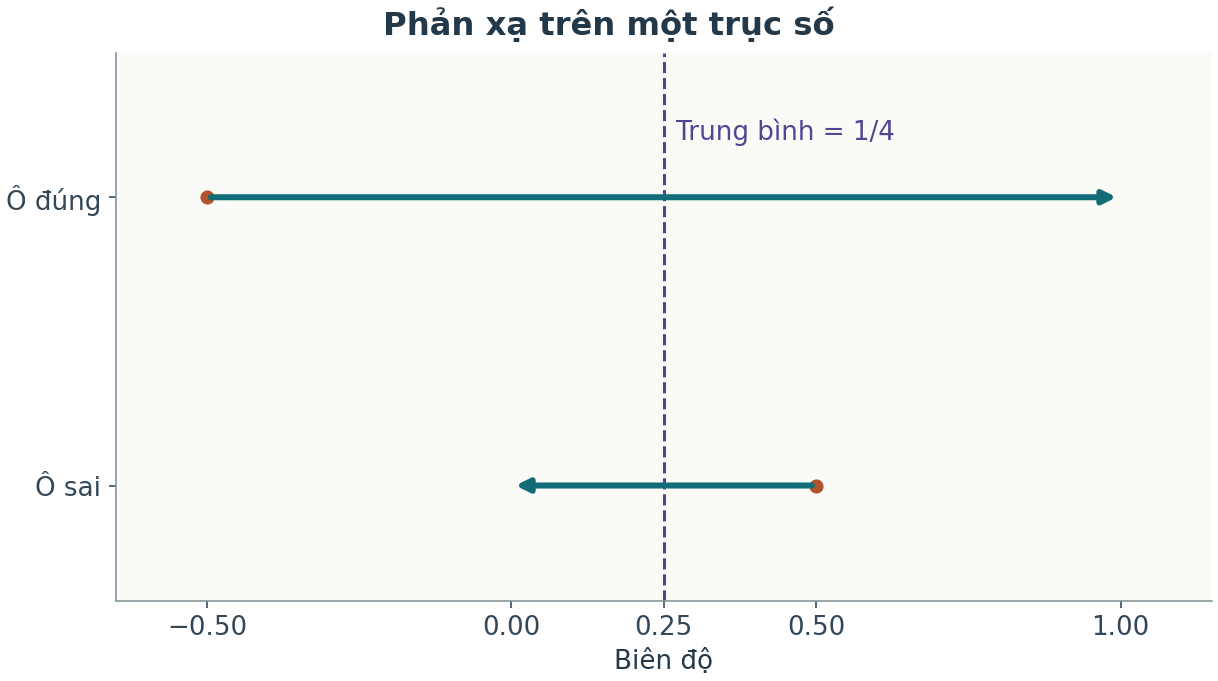 Phản xạ trên một trục số
Trung bình = 1/4
Ô đúng
Ô sai
−0.50
0.00
0.25
0.50
1.00
Biên độ